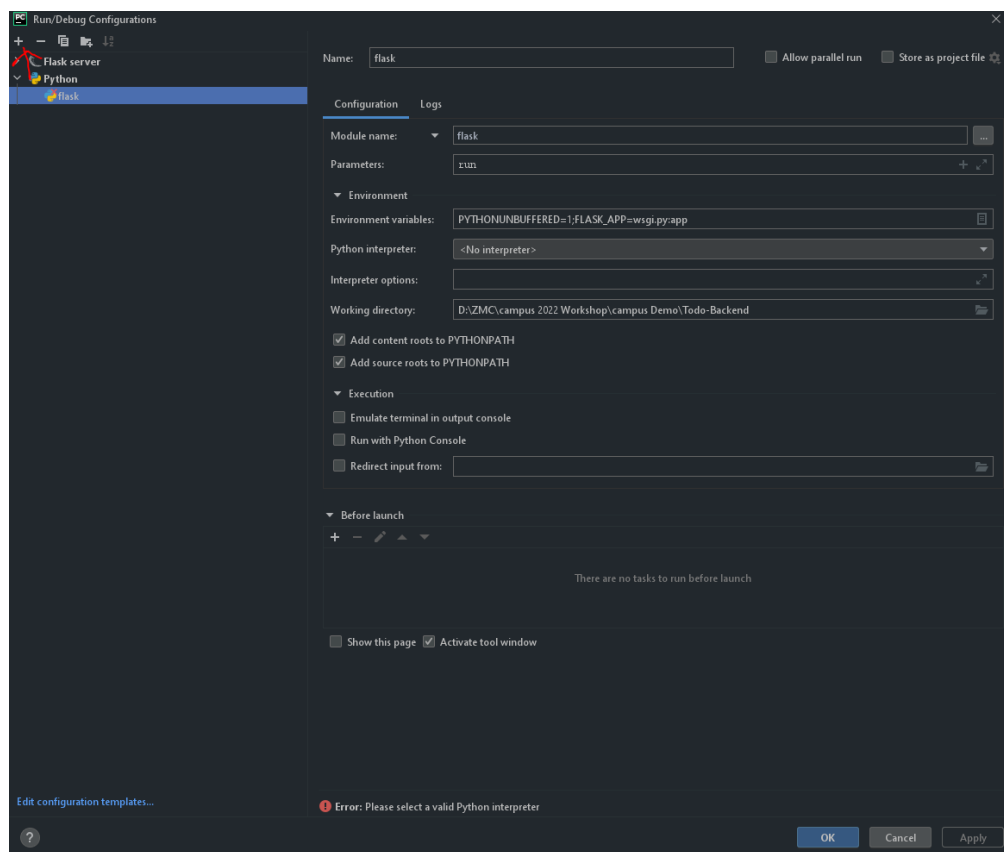 PC Run/Debug Configurations
Flask server
Python
flask
Name: flask Allow parallel run Store as project file
Configuration Logs
Module name: flask ...
Parameters: run
Environment
Environment variables: PYTHONUNBUFFERED=1;FLASK_APP=wsgi.py:app
Python interpreter: <No interpreter>
Interpreter options:
Working directory: D:\ZMC\campus 2022 Workshop\campus Demo\Todo-Backend
Add content roots to PYTHONPATH
Add source roots to PYTHONPATH
Execution
Emulate terminal in output console
Run with Python Console
Redirect input from:
Before launch
There are no tasks to run before launch
Show this page Activate tool window
Edit configuration templates...
Error: Please select a valid Python interpreter
? OK Cancel Apply